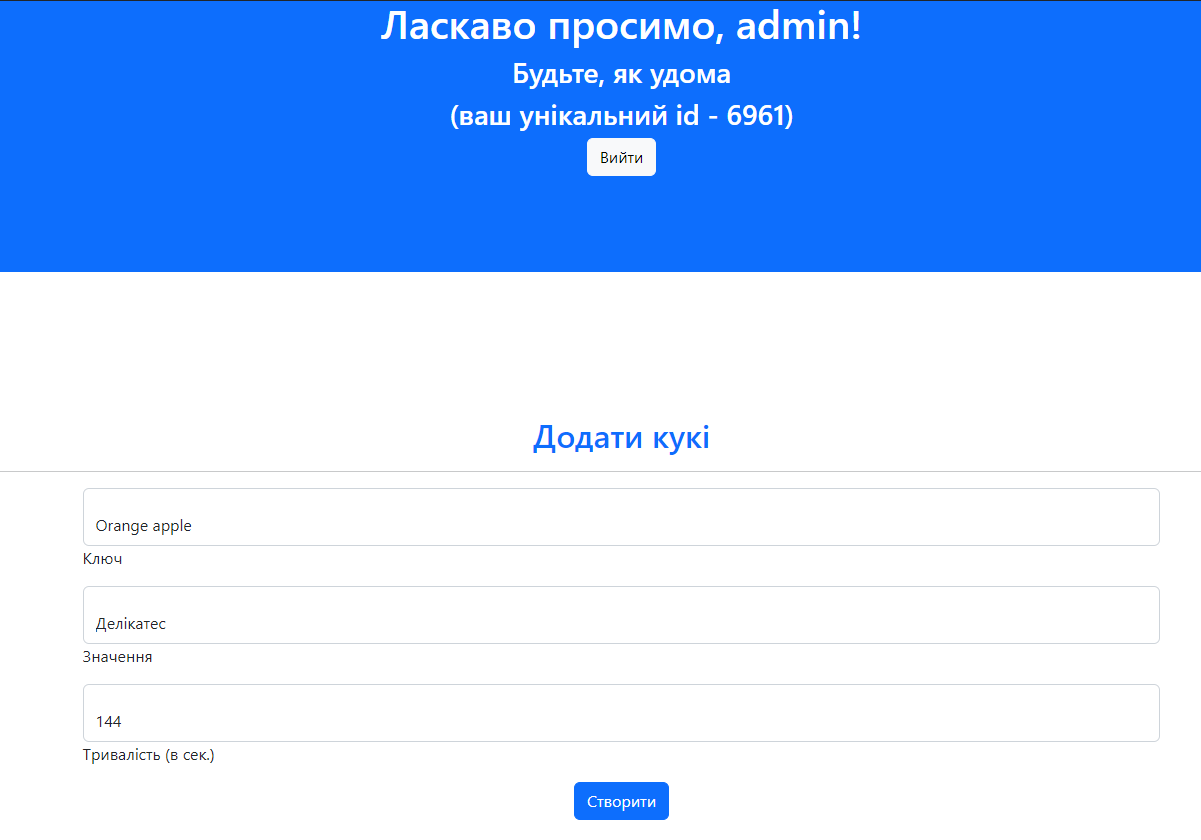 Ласкаво просимо, admin!
Будьте, як удома
(ваш унікальний id - 6961)
Вийти
Додати кукі
Orange apple
Ключ
Делікатес
Значення
144
Тривалість (в сек.)
Створити